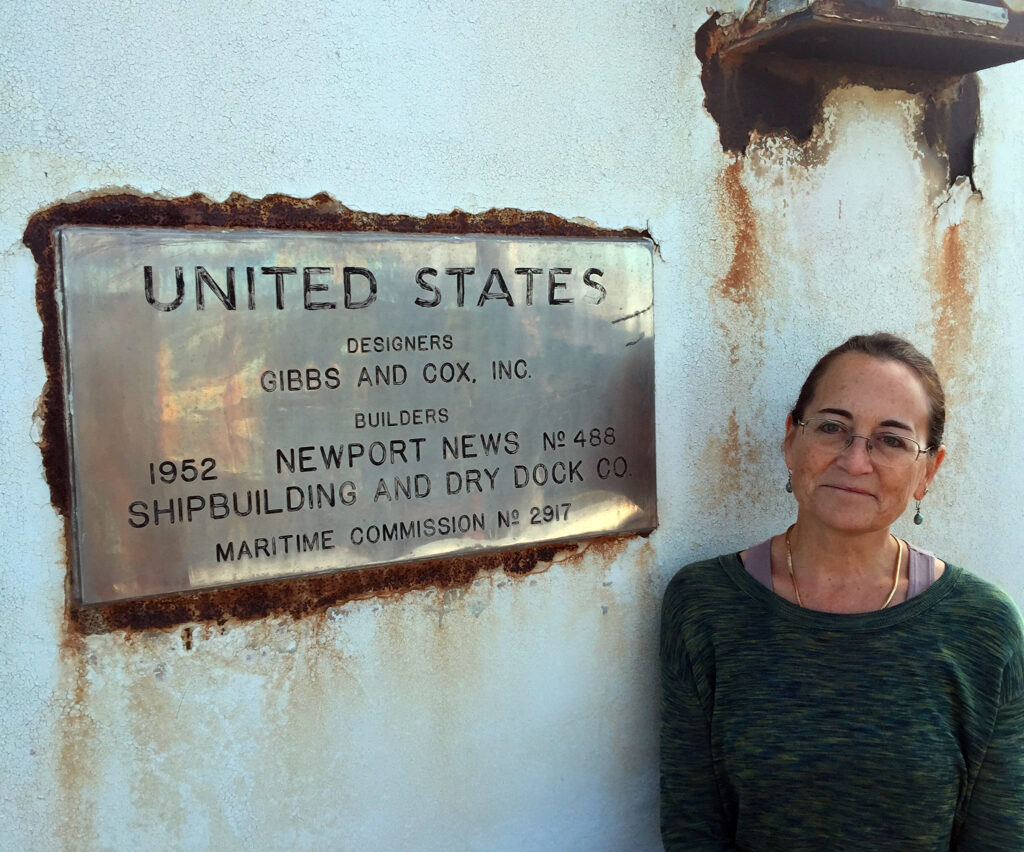 UNITED STATES
DESIGNERS
GIBBS AND COX, INC.
BUILDERS
1952 NEWPORT NEWS Nº 488
SHIPBUILDING AND DRY DOCK CO.
MARITIME COMMISSION Nº 2917